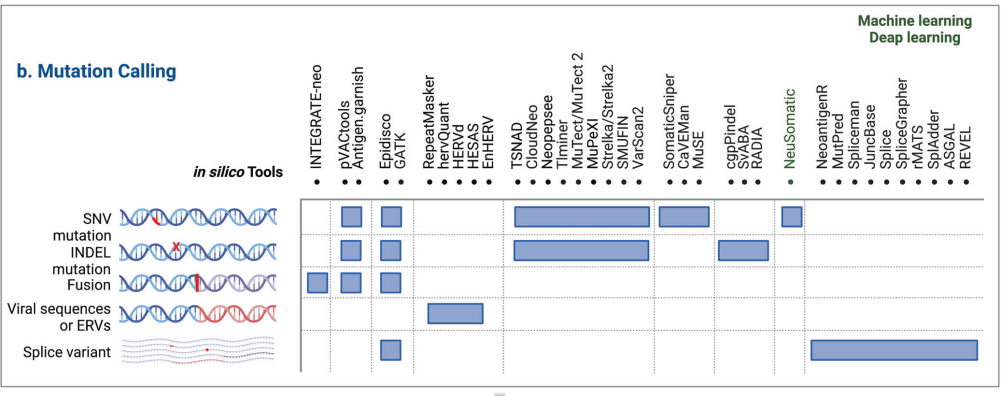 Machine learning
Deap learning
b. Mutation Calling
in silico Tools
INTEGRATE-neo
pVACtools
Antigen.garnish
Epidisco
GATK
RepeatMasker
hervQuant
HERVd
HESAS
EnHERV
TSNAD
CloudNeo
Neopepsee
TIminer
MuTect/MuTect 2
MuPeXI
Strelka/Strelka2
SMUFIN
VarScan2
SomaticSniper
CaVEMan
MuSE
cgpPindel
SvABA
RADIA
NeuSomatic
NeoantigenR
MutPred
Spliceman
JuncBase
Splice
SpliceGrapher
rMATS
SplAdder
ASGAL
REVEL
SNV
mutation
INDEL
X
mutation
Fusion
Viral sequences
or ERVs
Splice variant